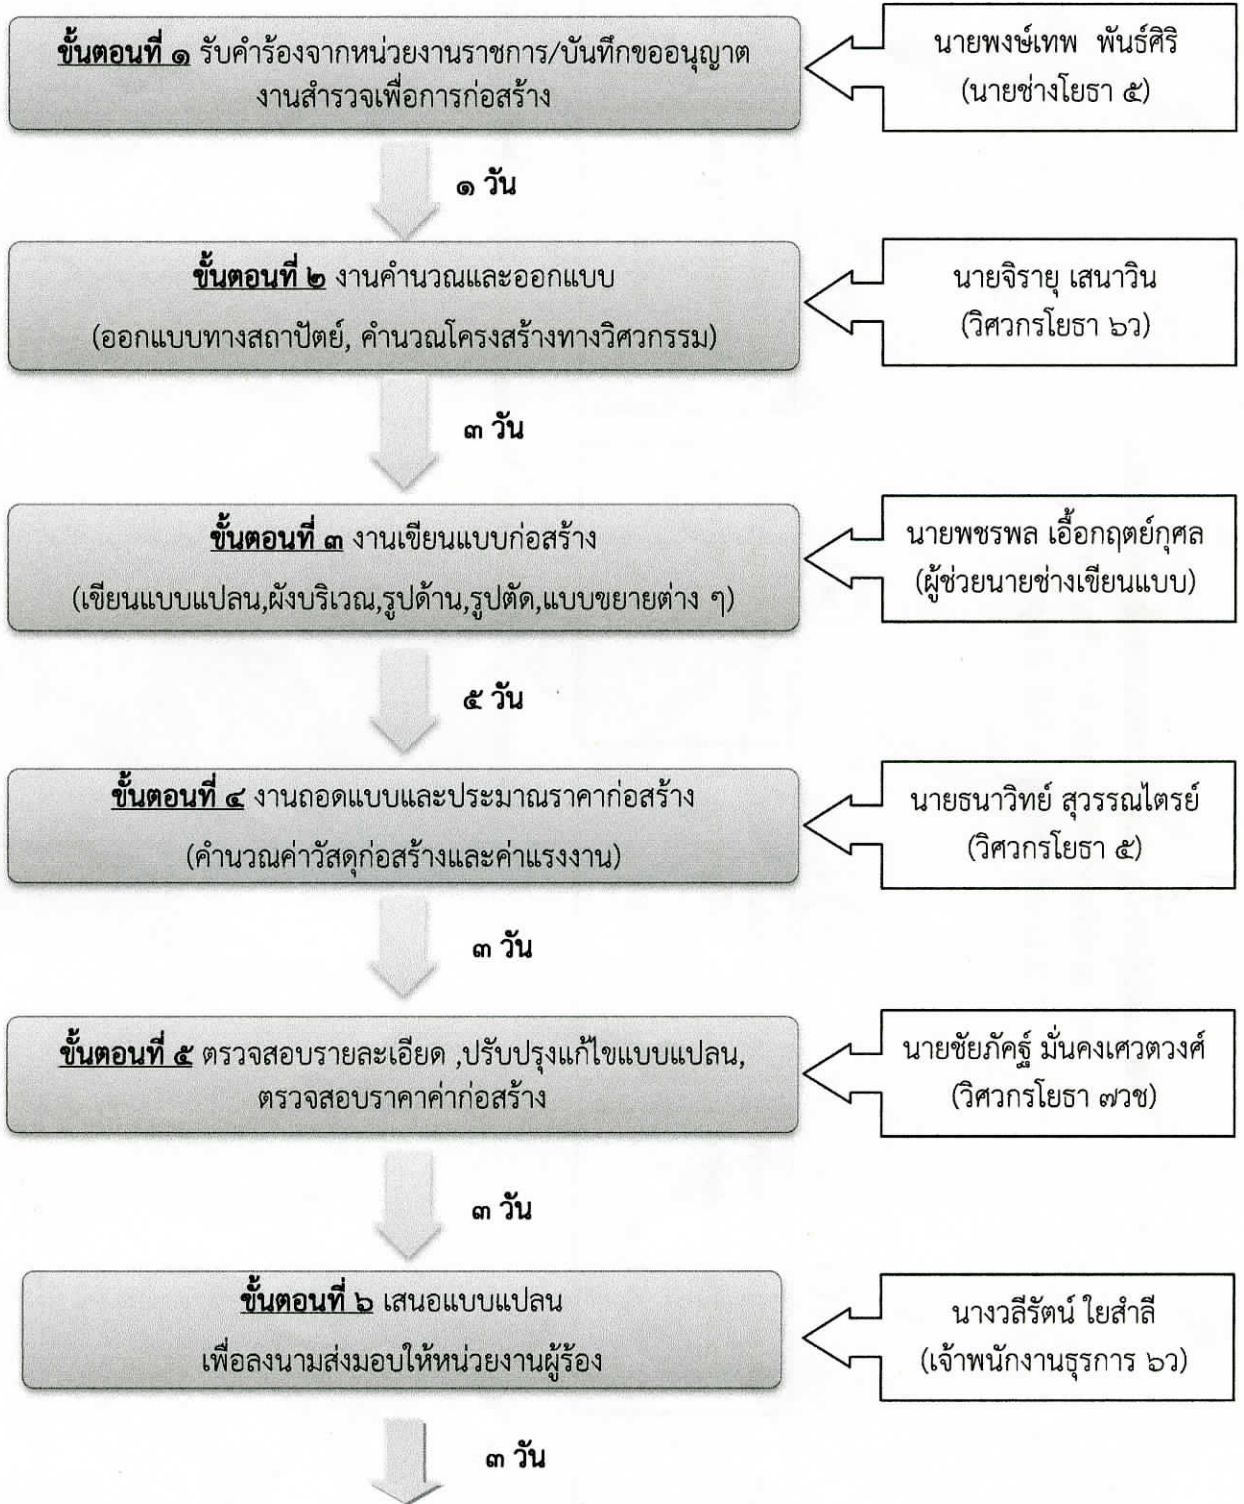 ขั้นตอนที่ ๑ รับคำร้องจากหน่วยงานราชการ/บันทึกขออนุญาต
งานสำรวจเพื่อการก่อสร้าง
นายพงษ์เทพ พันธ์ศิริ
(นายช่างโยธา ๕)
๑ วัน
ขั้นตอนที่ ๒ งานคำนวณและออกแบบ
(ออกแบบทางสถาปัตย์, คำนวณโครงสร้างทางวิศวกรรม)
นายจิรายุ เสนาวิน
(วิศวกรโยธา ๖ว)
๓ วัน
ขั้นตอนที่ ๓ งานเขียนแบบก่อสร้าง
(เขียนแบบแปลน,ผังบริเวณ,รูปด้าน,รูปตัด,แบบขยายต่าง ๆ)
นายพชรพล เอื้อกฤตย์กุศล
(ผู้ช่วยนายช่างเขียนแบบ)
๕ วัน
ขั้นตอนที่ ๔ งานถอดแบบและประมาณราคาก่อสร้าง
(คำนวณค่าวัสดุก่อสร้างและค่าแรงงาน)
นายธนาวิทย์ สุวรรณไตรย์
(วิศวกรโยธา ๕)
๓ วัน
ขั้นตอนที่ ๕ ตรวจสอบรายละเอียด ,ปรับปรุงแก้ไขแบบแปลน,
ตรวจสอบราคาค่าก่อสร้าง
นายชัยภัคฐ์ มั่นคงเศวตวงศ์
(วิศวกรโยธา ๗วช)
๓ วัน
ขั้นตอนที่ ๖ เสนอแบบแปลน
เพื่อลงนามส่งมอบให้หน่วยงานผู้ร้อง
นางวลีรัตน์ ใยสำลี
(เจ้าพนักงานธุรการ ๖ว)
๓ วัน